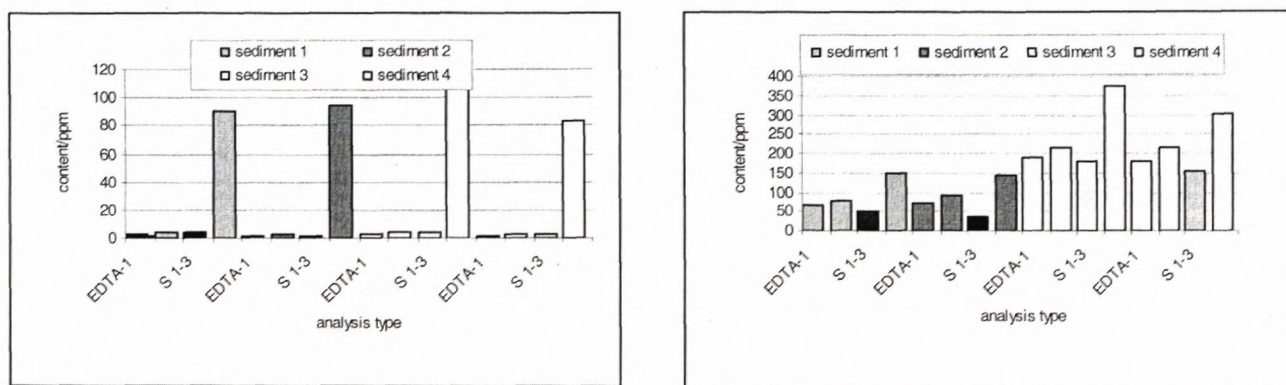 sediment 1 sediment 2
sediment 3 sediment 4
120
100
80
60
40
20
0
content/ppm
EDTA-1 S 1-3 EDTA-1 S 1-3 EDTA-1 S 1-3 EDTA-1 S 1-3
analysis type
sediment 1 sediment 2 sediment 3 sediment 4
400
350
300
250
200
150
100
50
0
content/ppm
EDTA-1 S 1-3 EDTA-1 S 1-3 EDTA-1 S 1-3 EDTA-1 S 1-3
analysis type